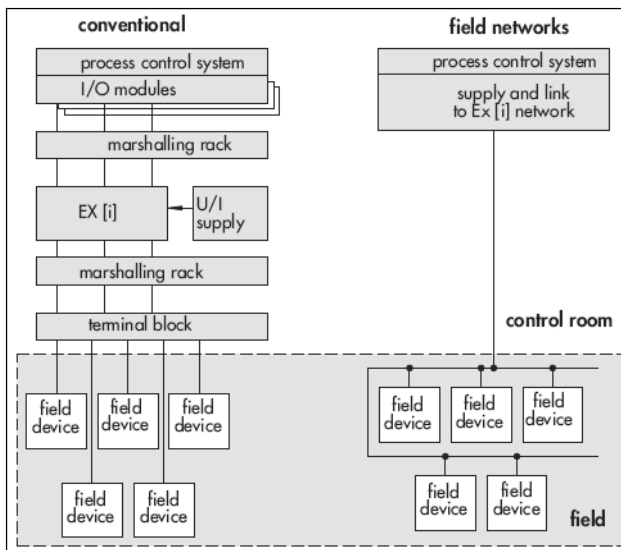 conventional
process control system
I/O modules
marshalling rack
EX [i]
U/I
supply
marshalling rack
terminal block
field
device
field
device
field
device
field
device
field
device
field networks
process control system
supply and link
to Ex [i] network
control room
field
device
field
device
field
device
field
device
field
device
field